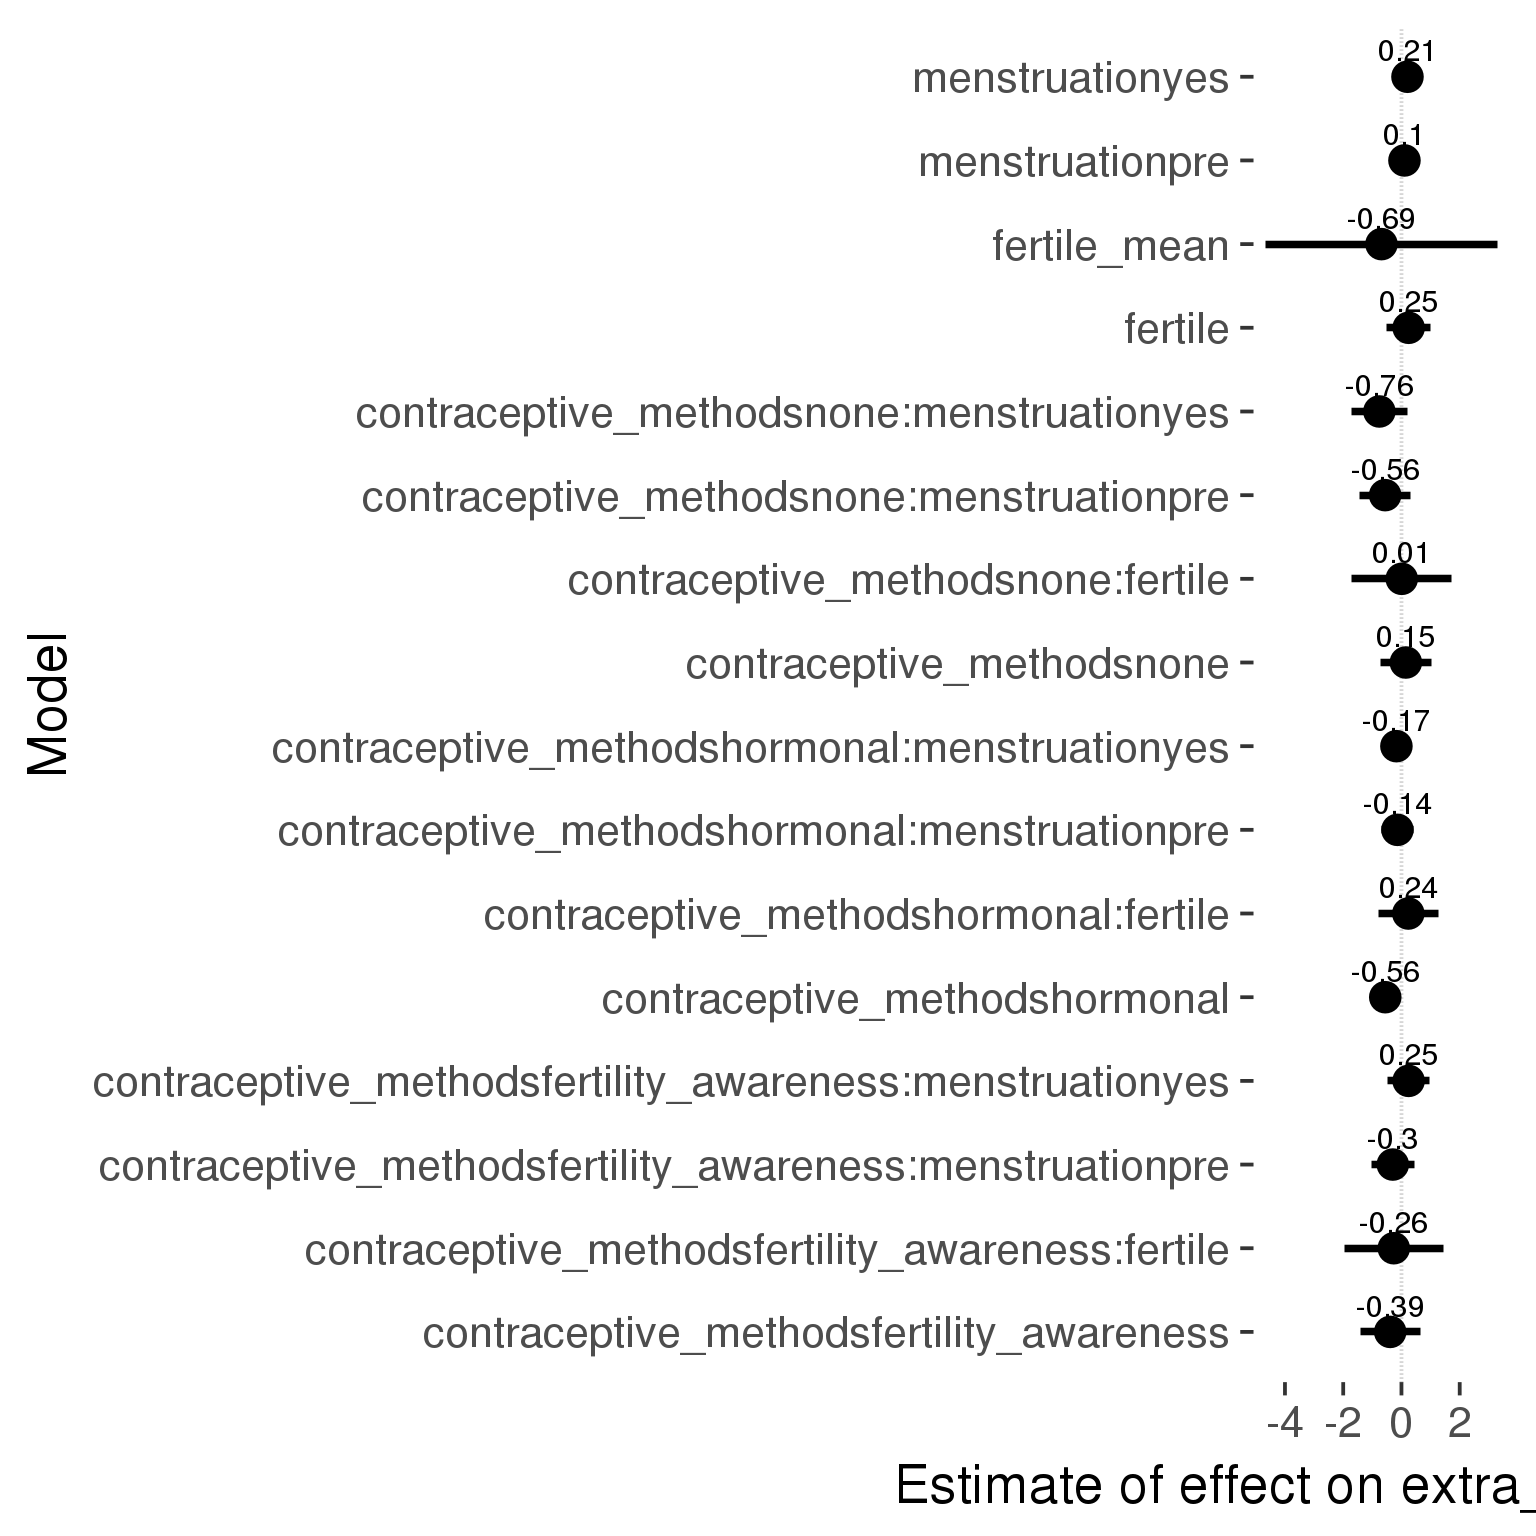 menstruationyes 0.21
menstruationpre 0.1
fertile_mean -0.69
fertile 0.25
contraceptive_methodsnone:menstruationyes -0.76
contraceptive_methodsnone:menstruationpre -0.56
contraceptive_methodsnone:fertile 0.01
contraceptive_methodsnone 0.15
contraceptive_methodshormonal:menstruationyes -0.17
contraceptive_methodshormonal:menstruationpre -0.14
contraceptive_methodshormonal:fertile 0.24
contraceptive_methodshormonal -0.56
contraceptive_methodsfertility_awareness:menstruationyes 0.25
contraceptive_methodsfertility_awareness:menstruationpre -0.3
contraceptive_methodsfertility_awareness:fertile -0.26
contraceptive_methodsfertility_awareness -0.39
Model
-4 -2 0 2
Estimate of effect on extra_